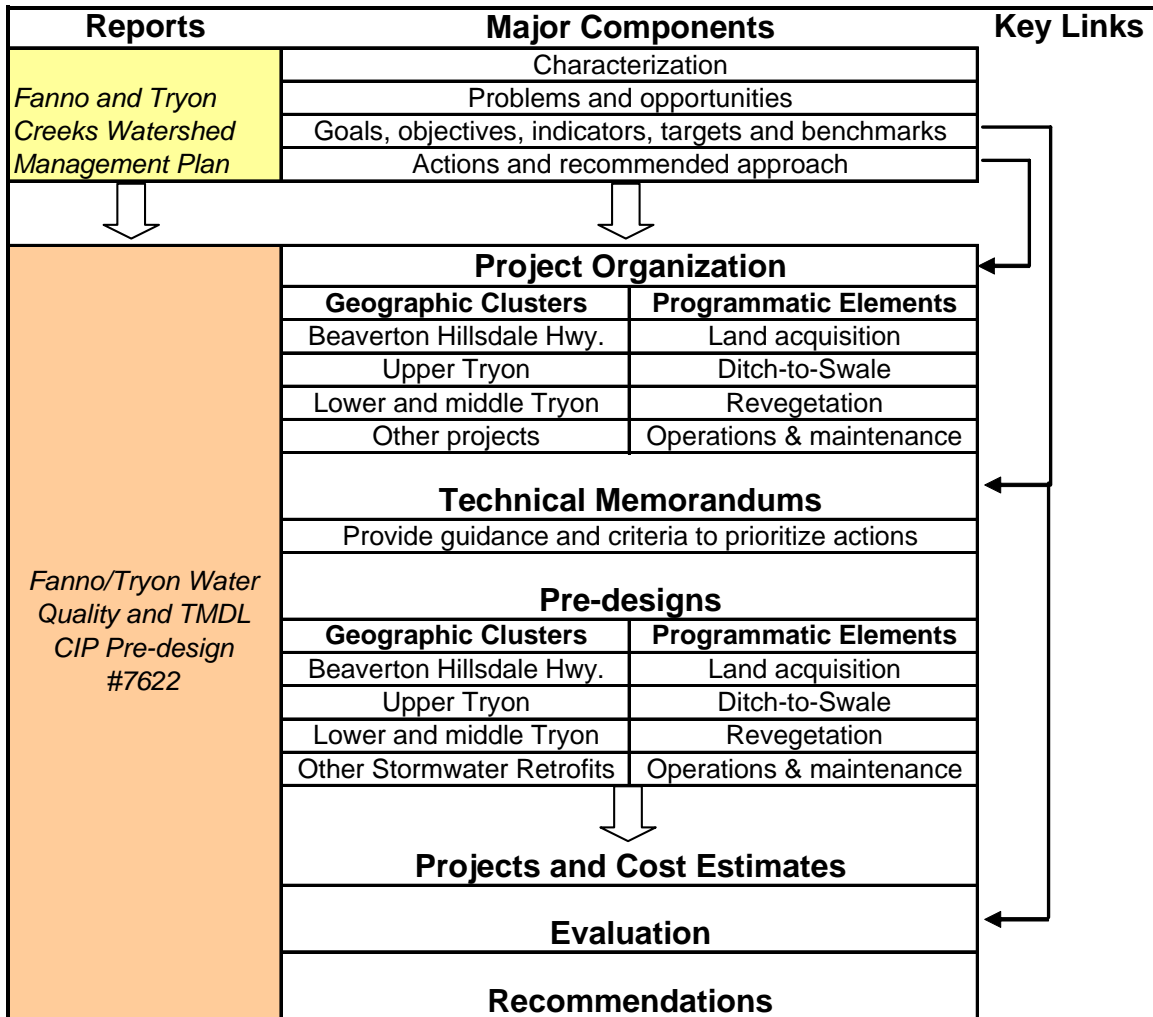 Reports Major Components Key Links
Characterization
Fanno and Tryon
Creeks Watershed
Management Plan
Problems and opportunities
Goals, objectives, indicators, targets and benchmarks
Actions and recommended approach
Project Organization
Geographic Clusters Programmatic Elements
Beaverton Hillsdale Hwy. Land acquisition
Upper Tryon Ditch-to-Swale
Lower and middle Tryon Revegetation
Other projects Operations & maintenance
Technical Memorandums
Provide guidance and criteria to prioritize actions
Fanno/Tryon Water
Quality and TMDL
CIP Pre-design
#7622
Pre-designs
Geographic Clusters Programmatic Elements
Beaverton Hillsdale Hwy. Land acquisition
Upper Tryon Ditch-to-Swale
Lower and middle Tryon Revegetation
Other Stormwater Retrofits Operations & maintenance
Projects and Cost Estimates
Evaluation
Recommendations